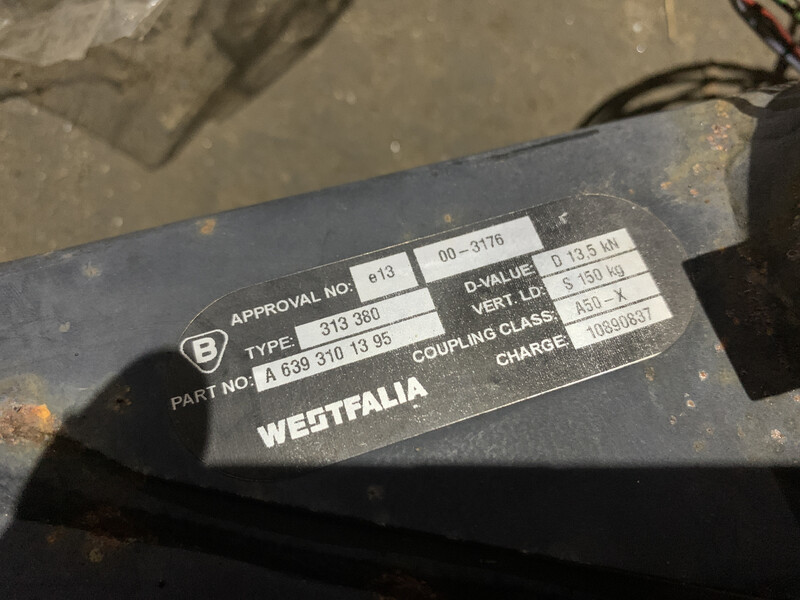 APPROVAL NO: e13 00-3176
TYPE: 313 380
PART NO: A 639 310 13 95
D-VALUE: D 13,5 kN
VERT. LD: S 150 kg
COUPLING CLASS: A50-X
CHARGE: 10890837
B
WESTFALIA